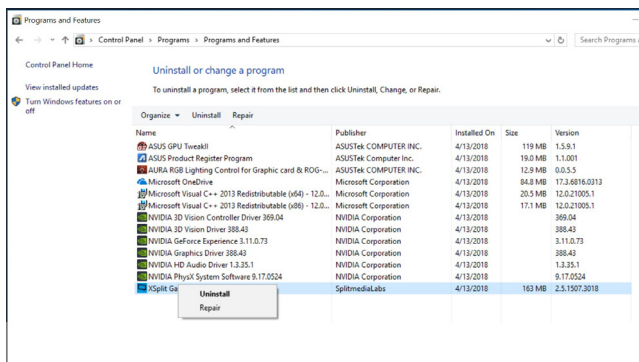 Programs and Features
Control Panel > Programs > Programs and Features
Search Programs
Control Panel Home
View installed updates
Turn Windows features on or off
Uninstall or change a program
To uninstall a program, select it from the list and then click Uninstall, Change, or Repair.
Organize Uninstall Repair
Name Publisher Installed On Size Version
ASUS GPU TweakII ASUSTek COMPUTER INC. 4/13/2018 119 MB 1.5.9.1
ASUS Product Register Program ASUSTek Computer Inc. 4/13/2018 19.0 MB 1.1.001
AURA RGB Lighting Control for Graphic card & ROG-... ASUSTek COMPUTER INC. 4/13/2018 12.9 MB 0.0.5.5
Microsoft OneDrive Microsoft Corporation 4/13/2018 84.8 MB 17.3.6816.0313
Microsoft Visual C++ 2013 Redistributable (x64) - 12.0... Microsoft Corporation 4/13/2018 20.5 MB 12.0.21005.1
Microsoft Visual C++ 2013 Redistributable (x86) - 12.0... Microsoft Corporation 4/13/2018 17.1 MB 12.0.21005.1
NVIDIA 3D Vision Controller Driver 369.04 NVIDIA Corporation 4/13/2018 369.04
NVIDIA 3D Vision Driver 388.43 NVIDIA Corporation 4/13/2018 388.43
NVIDIA GeForce Experience 3.11.0.73 NVIDIA Corporation 4/13/2018 3.11.0.73
NVIDIA Graphics Driver 388.43 NVIDIA Corporation 4/13/2018 388.43
NVIDIA HD Audio Driver 1.3.35.1 NVIDIA Corporation 4/13/2018 1.3.35.1
NVIDIA PhysX System Software 9.17.0524 NVIDIA Corporation 4/13/2018 9.17.0524
XSplit Ga SplitmediaLabs 4/13/2018 163 MB 2.5.1507.3018
Uninstall
Repair